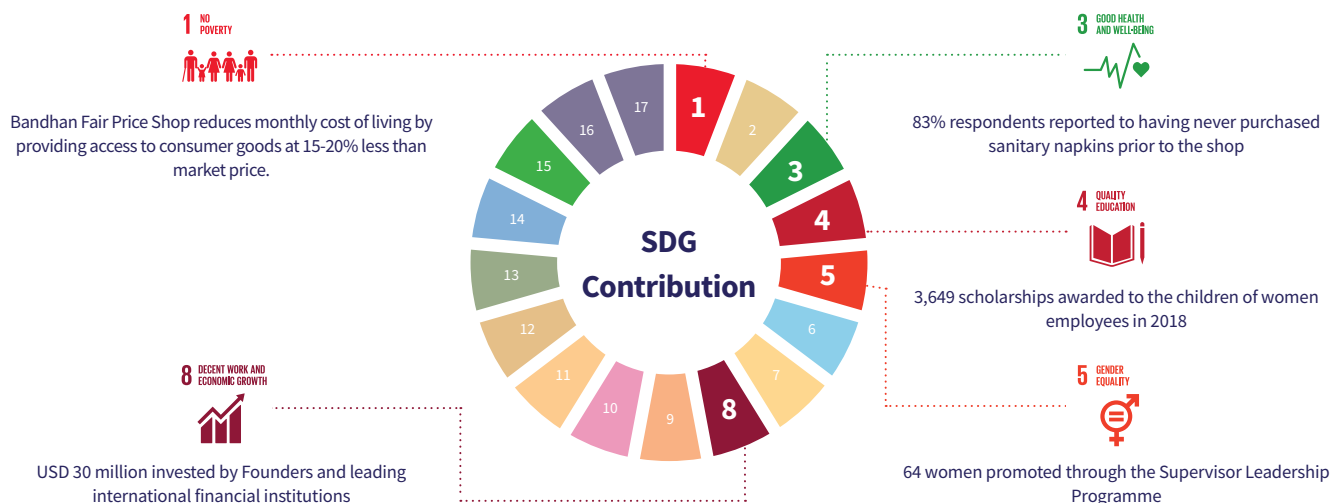 1 NO
POVERTY
Bandhan Fair Price Shop reduces monthly cost of living by
providing access to consumer goods at 15-20% less than
market price.
3 GOOD HEALTH
AND WELL-BEING
83% respondents reported to having never purchased
sanitary napkins prior to the shop
4 QUALITY
EDUCATION
3,649 scholarships awarded to the children of women
employees in 2018
5 GENDER
EQUALITY
64 women promoted through the Supervisor Leadership
Programme
8 DECENT WORK AND
ECONOMIC GROWTH
USD 30 million invested by Founders and leading
international financial institutions
SDG
Contribution
1
2
3
4
5
6
7
8
9
10
11
12
13
14
15
16
17